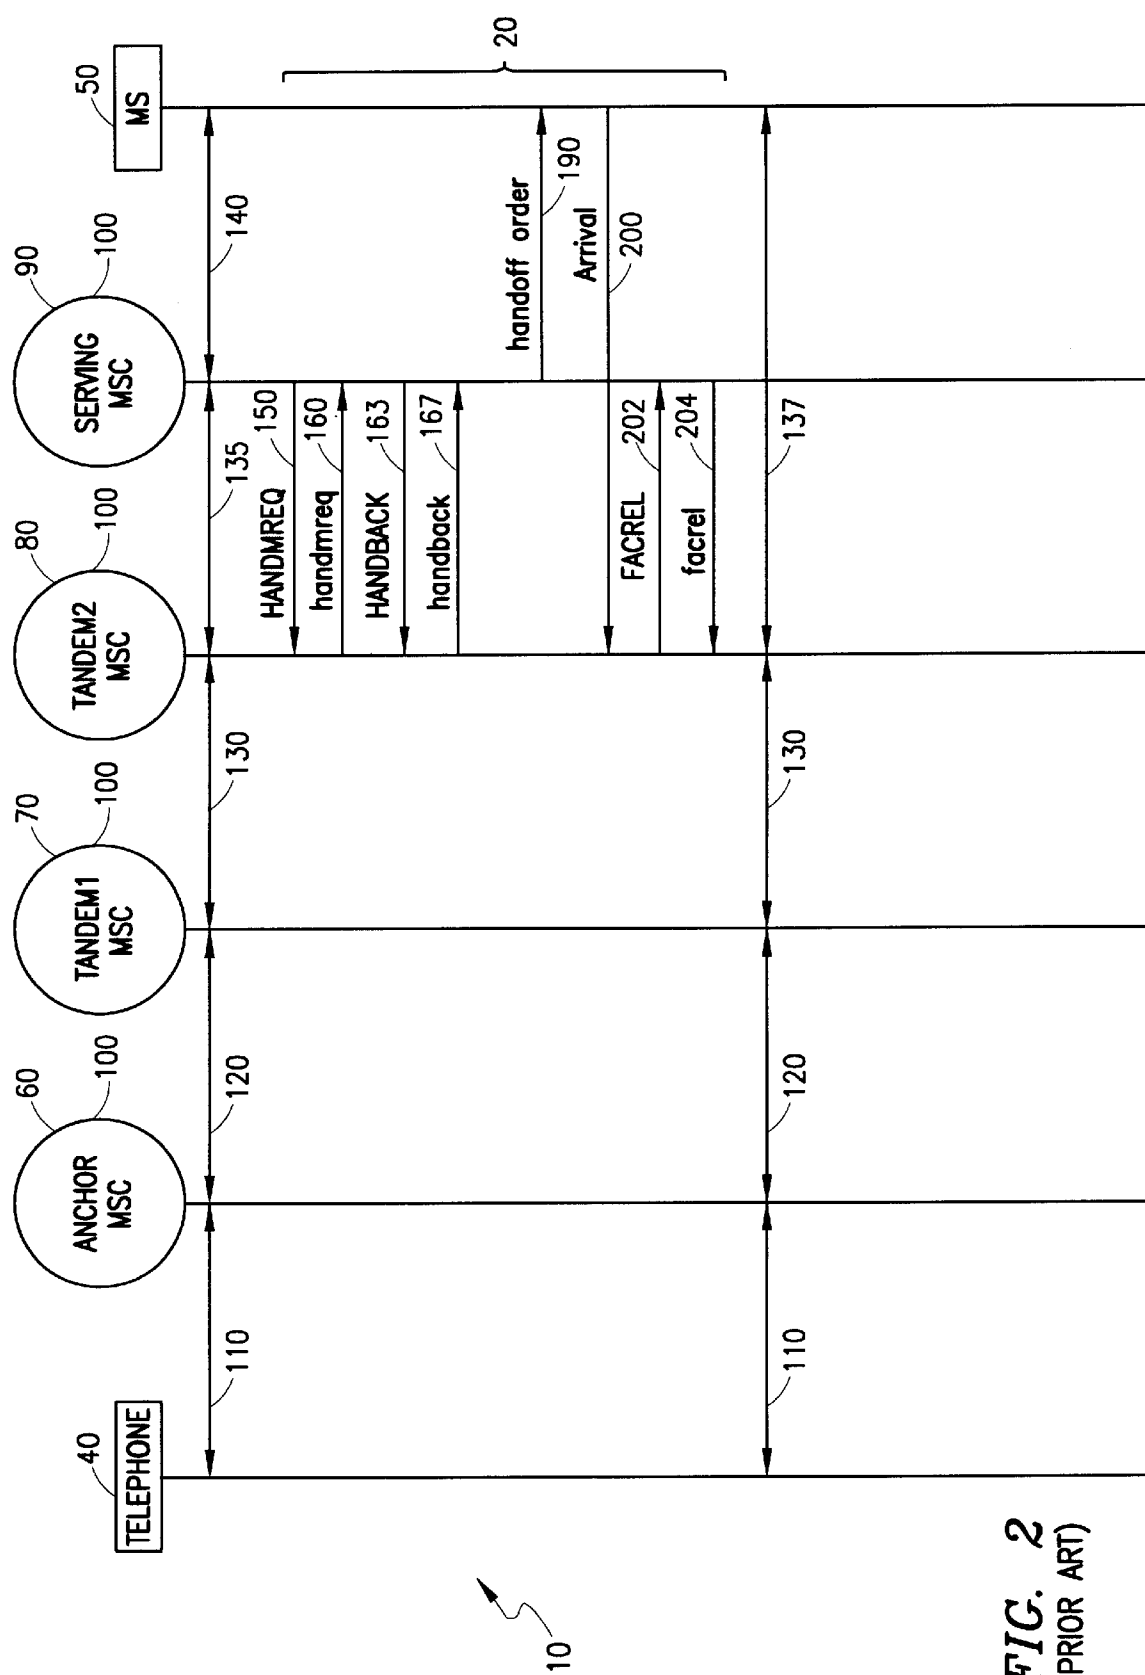 40
TELEPHONE
60
100
ANCHOR
MSC
70
100
TANDEM1
MSC
80
100
TANDEM2
MSC
90
100
SERVING
MSC
50
MS
110
120
130
135
140
HANDMREQ
150
handmreq
160
HANDBACK
163
handback
167
handoff order
190
Arrival
200
FACREL
202
facrel
204
20
110
120
130
137
10
FIG. 2
PRIOR ART)